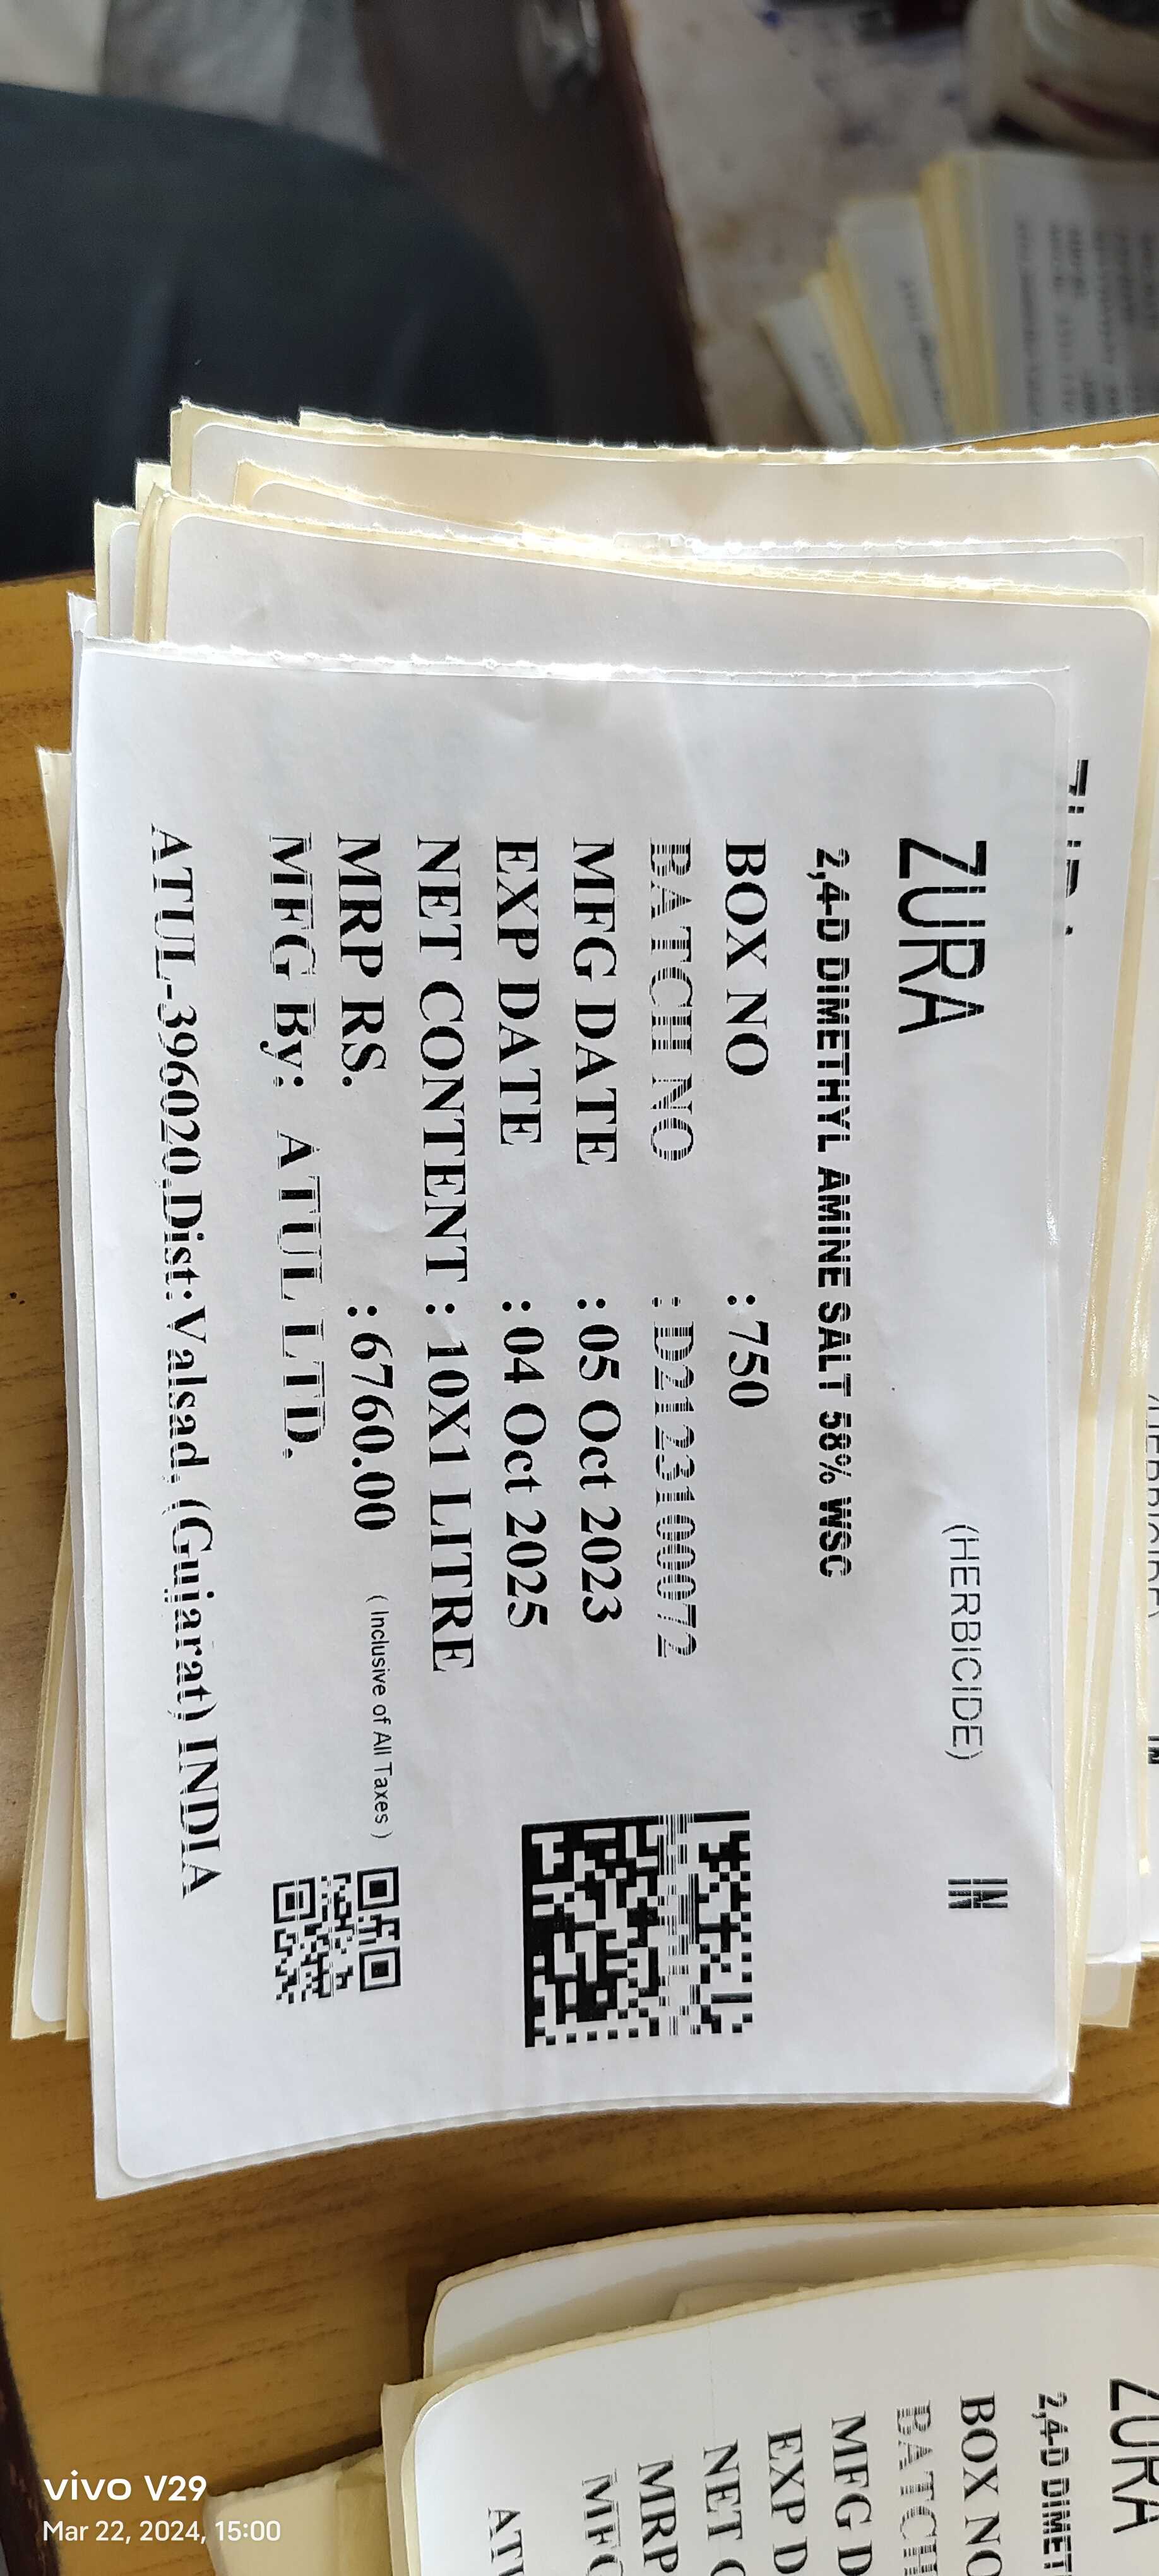 ZURA (HERBICIDE) IN
2,4-D DIMETHYL AMINE SALT 58% WSC
BOX NO : 750
BATCH NO : D212310072
MFG DATE : 05 Oct 2023
EXP DATE : 04 Oct 2025
NET CONTENT : 10X1 LITRE
MRP RS. : 6760.00 ( Inclusive of All Taxes )
MFG By: ATUL LTD.
ATUL-396020,Dist:Valsad. (Gujarat) INDIA
ZURA
2,4-D DIMET
BOX NO
BATCH
MFG D
EXP D
NET C
MRP
MFG
AT
vivo V29
Mar 22, 2024, 15:00